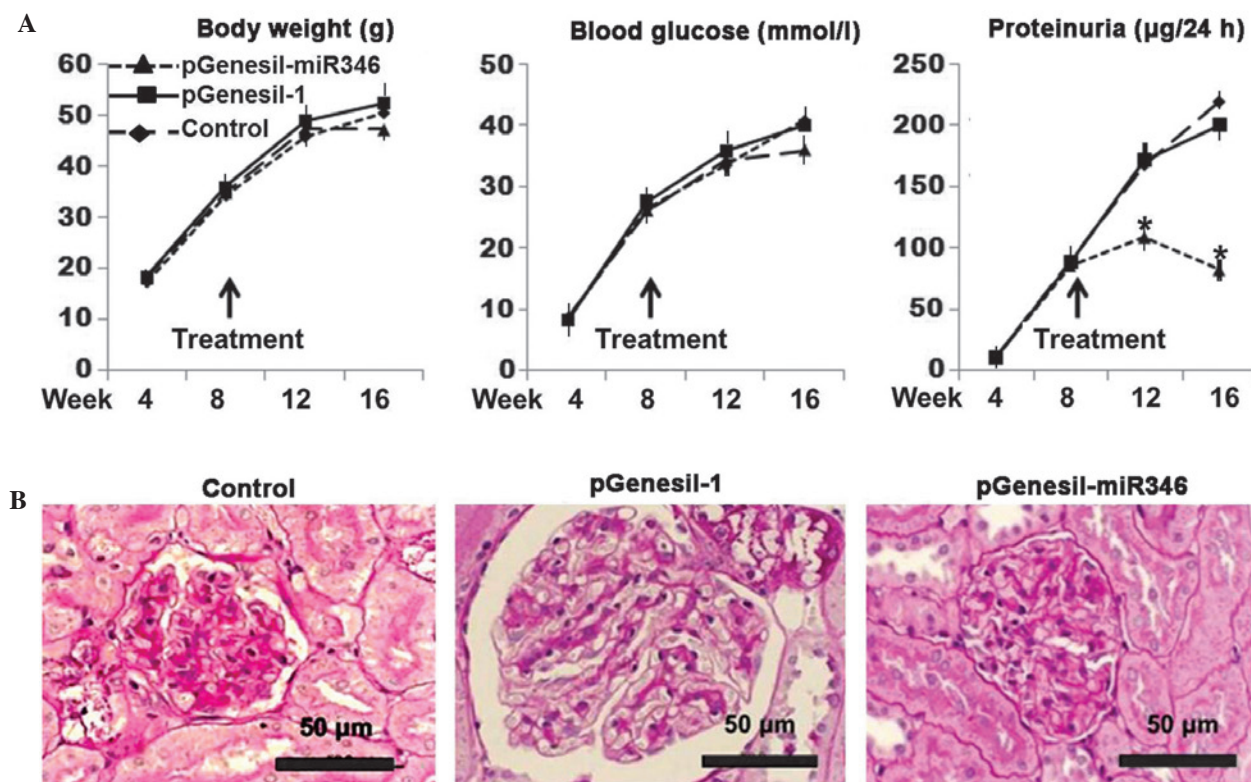 A
Body weight (g)
60
50
40
30
20
10
0
pGenesil-miR346
pGenesil-1
Control
Treatment
Week 4 8 12 16
Blood glucose (mmol/l)
50
40
30
20
10
0
Treatment
Week 4 8 12 16
Proteinuria (µg/24 h)
250
200
150
100
50
0
* *
Treatment
Week 4 8 12 16
B
Control
50 µm
pGenesil-1
50 µm
pGenesil-miR346
50 µm